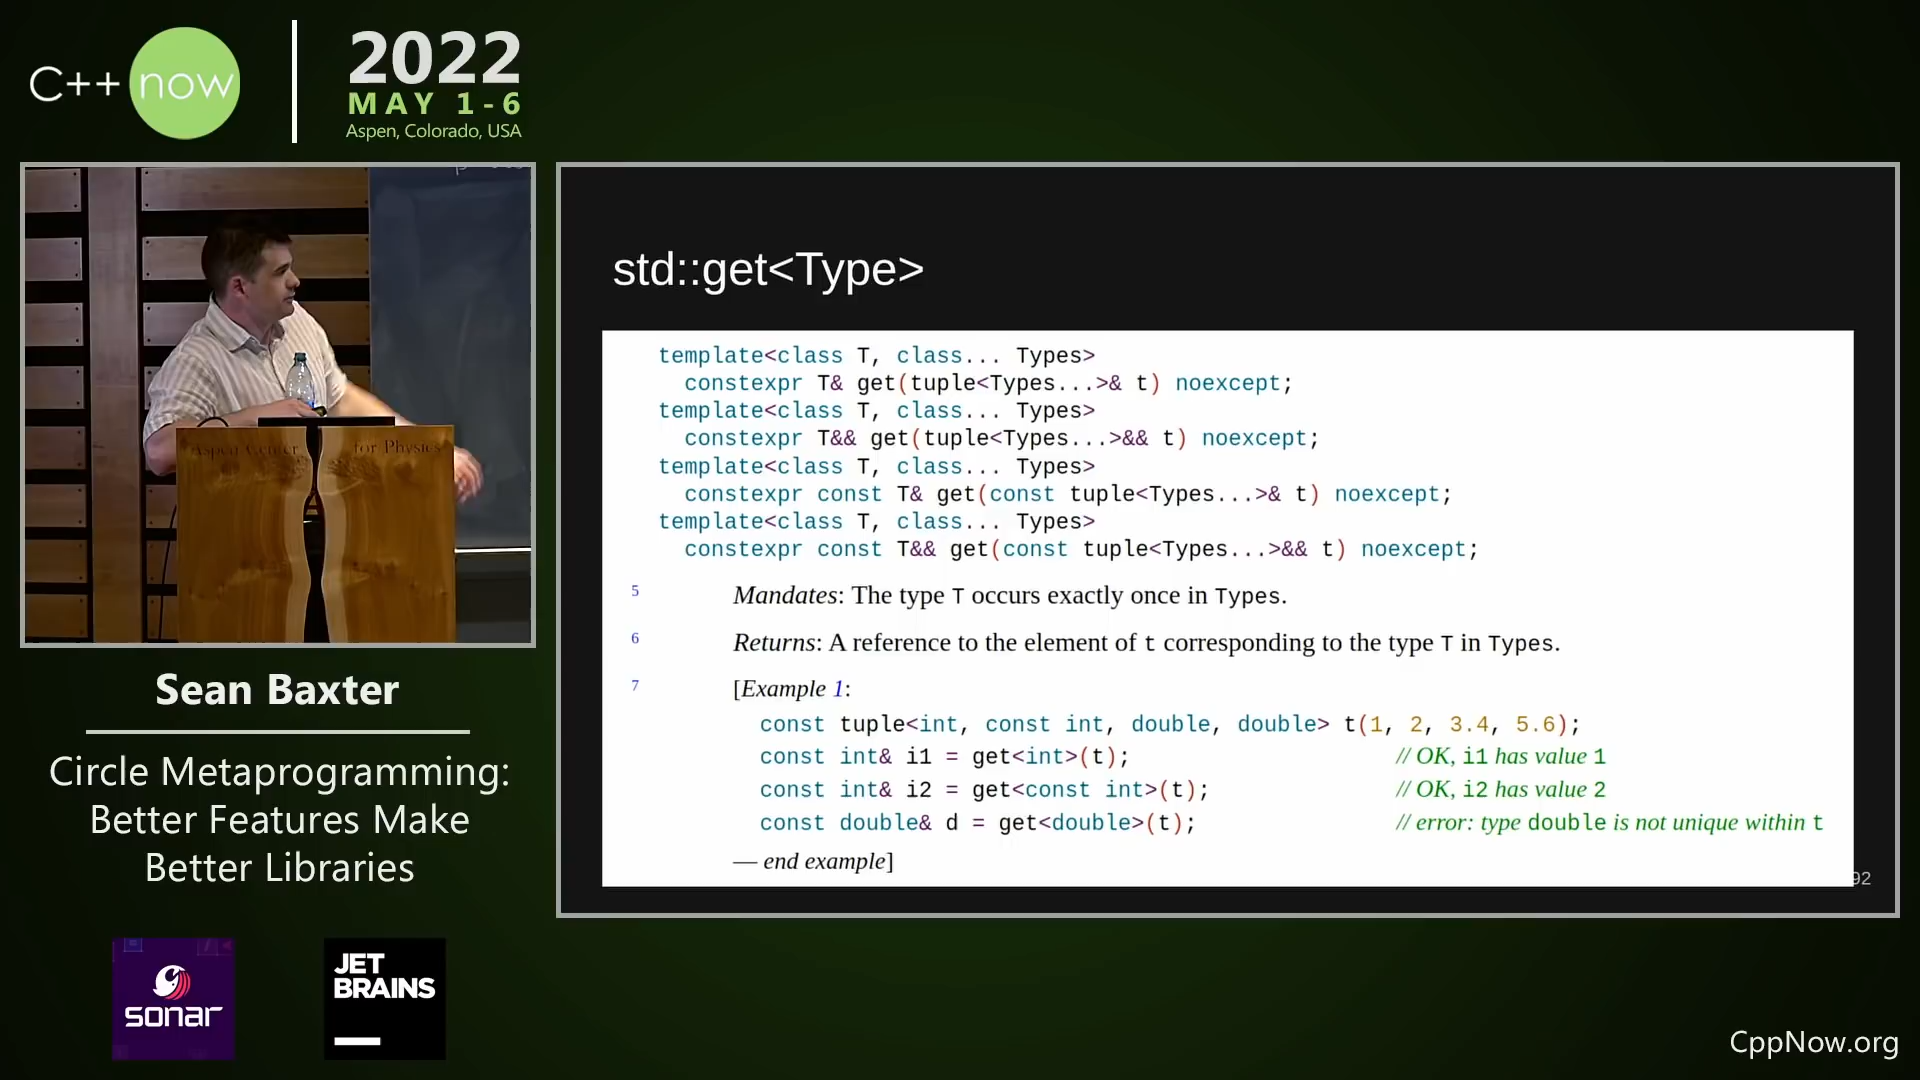 C++ now
2022
MAY 1-6
Aspen, Colorado, USA
Aspen Center for Physics
Sean Baxter
Circle Metaprogramming:
Better Features Make
Better Libraries
sonar
JET
BRAINS
std::get<Type>
template<class T, class... Types>
constexpr T& get(tuple<Types...>& t) noexcept;
template<class T, class... Types>
constexpr T&& get(tuple<Types...>&& t) noexcept;
template<class T, class... Types>
constexpr const T& get(const tuple<Types...>& t) noexcept;
template<class T, class... Types>
constexpr const T&& get(const tuple<Types...>&& t) noexcept;
5 Mandates: The type T occurs exactly once in Types.
6 Returns: A reference to the element of t corresponding to the type T in Types.
7 [Example 1:
const tuple<int, const int, double, double> t(1, 2, 3.4, 5.6);
const int& i1 = get<int>(t); // OK, i1 has value 1
const int& i2 = get<const int>(t); // OK, i2 has value 2
const double& d = get<double>(t); // error: type double is not unique within t
— end example]
92
CppNow.org